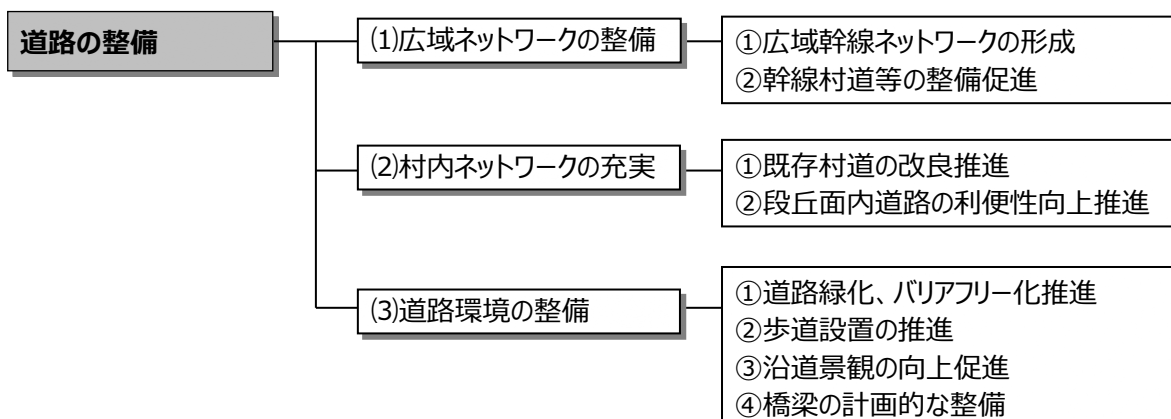 道路の整備
⑴広域ネットワークの整備
①広域幹線ネットワークの形成
②幹線村道等の整備促進
⑵村内ネットワークの充実
①既存村道の改良推進
②段丘面内道路の利便性向上推進
⑶道路環境の整備
①道路緑化、バリアフリー化推進
②歩道設置の推進
③沿道景観の向上促進
④橋梁の計画的な整備